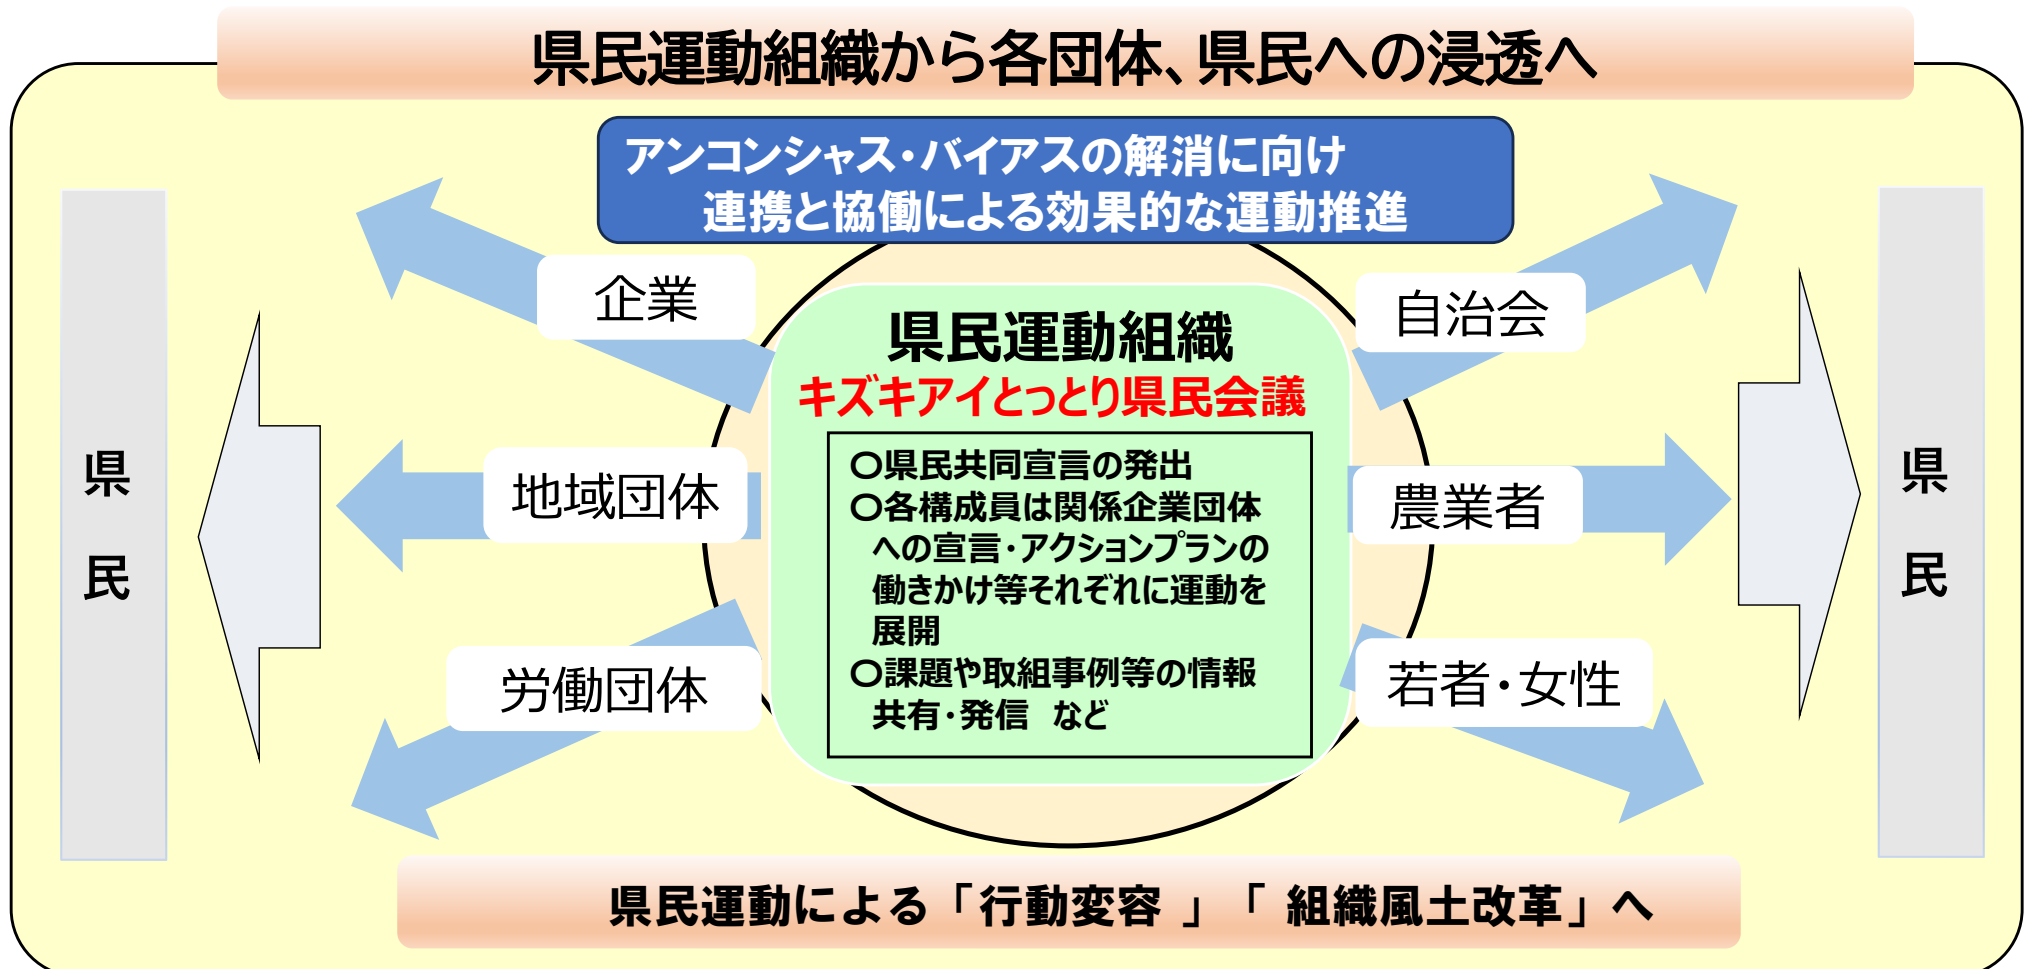 県民運動組織から各団体、県民への浸透へ
アンコンシャス・バイアスの解消に向け
連携と協働による効果的な運動推進
企業
地域団体
労働団体
県民運動組織
キズキアイとっとり県民会議
〇県民共同宣言の発出
〇各構成員は関係企業団体
への宣言・アクションプランの
働きかけ等それぞれに運動を
展開
〇課題や取組事例等の情報
共有・発信　など
自治会
農業者
若者・女性
県
民
県
民
県民運動による「行動変容 」「 組織風土改革」へ